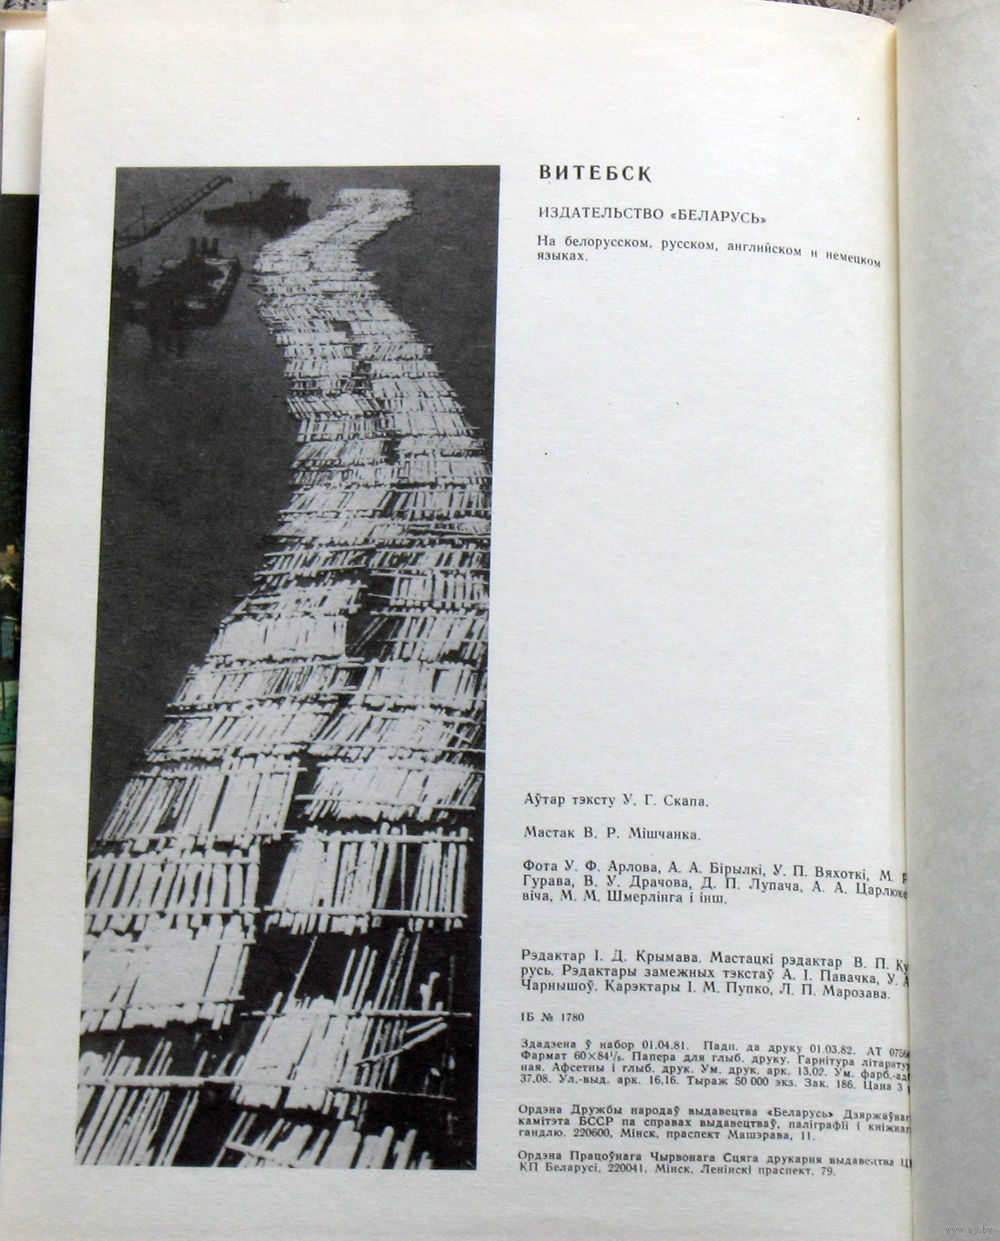 ВИТЕБСК
ИЗДАТЕЛЬСТВО «БЕЛАРУСЬ»
На белорусском, русском, английском и немецком
языках.
Аўтар тэксту У. Г. Скапа.
Мастак В. Р. Мішчанка.
Фота У. Ф. Арлова, А. А. Бірылкі, У. П. Вяхоткі, М.
Гурава, В. У. Драчова, Д. П. Лупача, А. А. Царлюке
віча, М. М. Шмерлінга і інш.
Рэдактар І. Д. Крымава. Мастацкі рэдактар В. П. Ку
русь. Рэдактары замежных тэкстаў А. І. Павачка, У. А
Чарнышоў. Карэктары І. М. Пупко, Л. П. Марозава.
ІБ № 1780
Здадзена ў набор 01.04.81. Падп. да друку 01.03.82. АТ
Фармат 60×84¹/₈. Папера для глыб. друку. Гарнітура літарату
ная. Афсетны і глыб. друк. Ум. друк. арк. 13,02. Ум. фарб.-ад
37,08. Ул.-выд. арк. 16,16. Тыраж 50 000 экз. Зак. 186. Цана 3
Ордэна Дружбы народаў выдавецтва «Беларусь» Дзяржаўнаг
камітэта БССР па справах выдавецтваў, паліграфіі і кніжнаг
гандлю. 220600, Мінск, праспект Машэрава, 11.
Ордэна Працоўнага Чырвонага Сцяга друкарня выдавецтва Ц
КП Беларусі. 220041, Мінск, Ленінскі праспект, 79.
www.ay.by